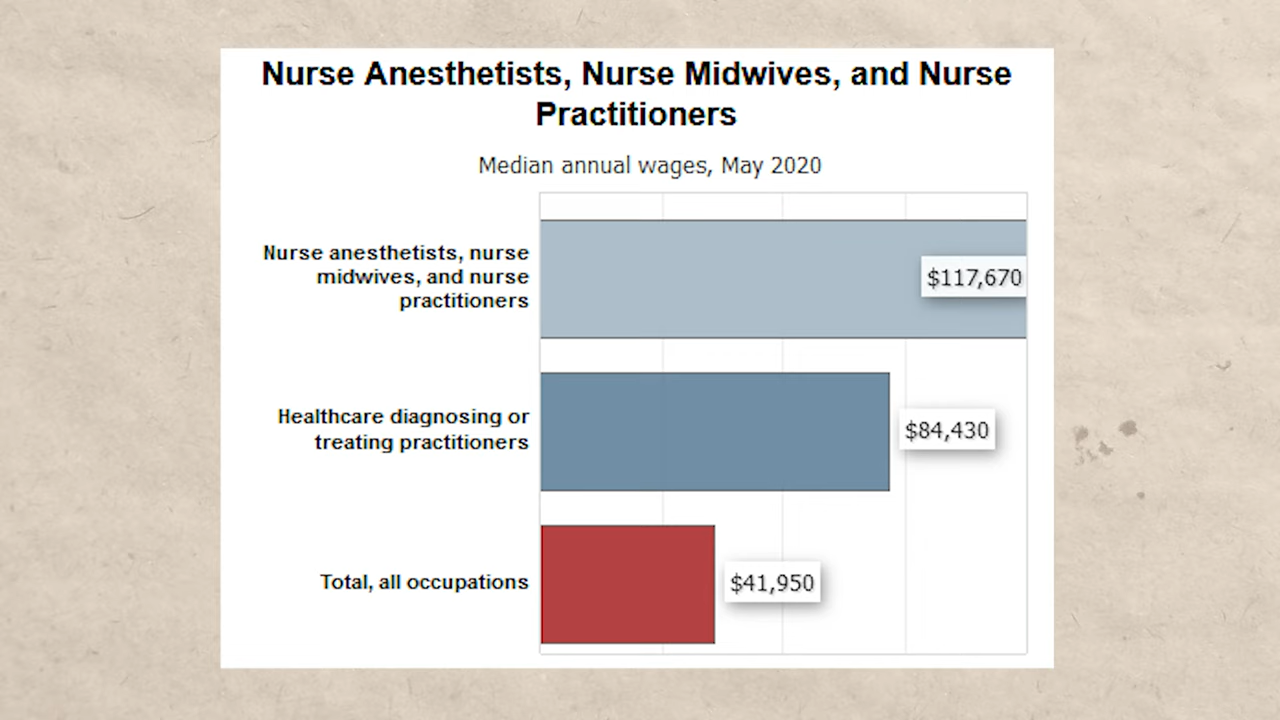 Nurse Anesthetists, Nurse Midwives, and Nurse
Practitioners
Median annual wages, May 2020
Nurse anesthetists, nurse
midwives, and nurse
practitioners
$117,670
Healthcare diagnosing or
treating practitioners
$84,430
Total, all occupations
$41,950